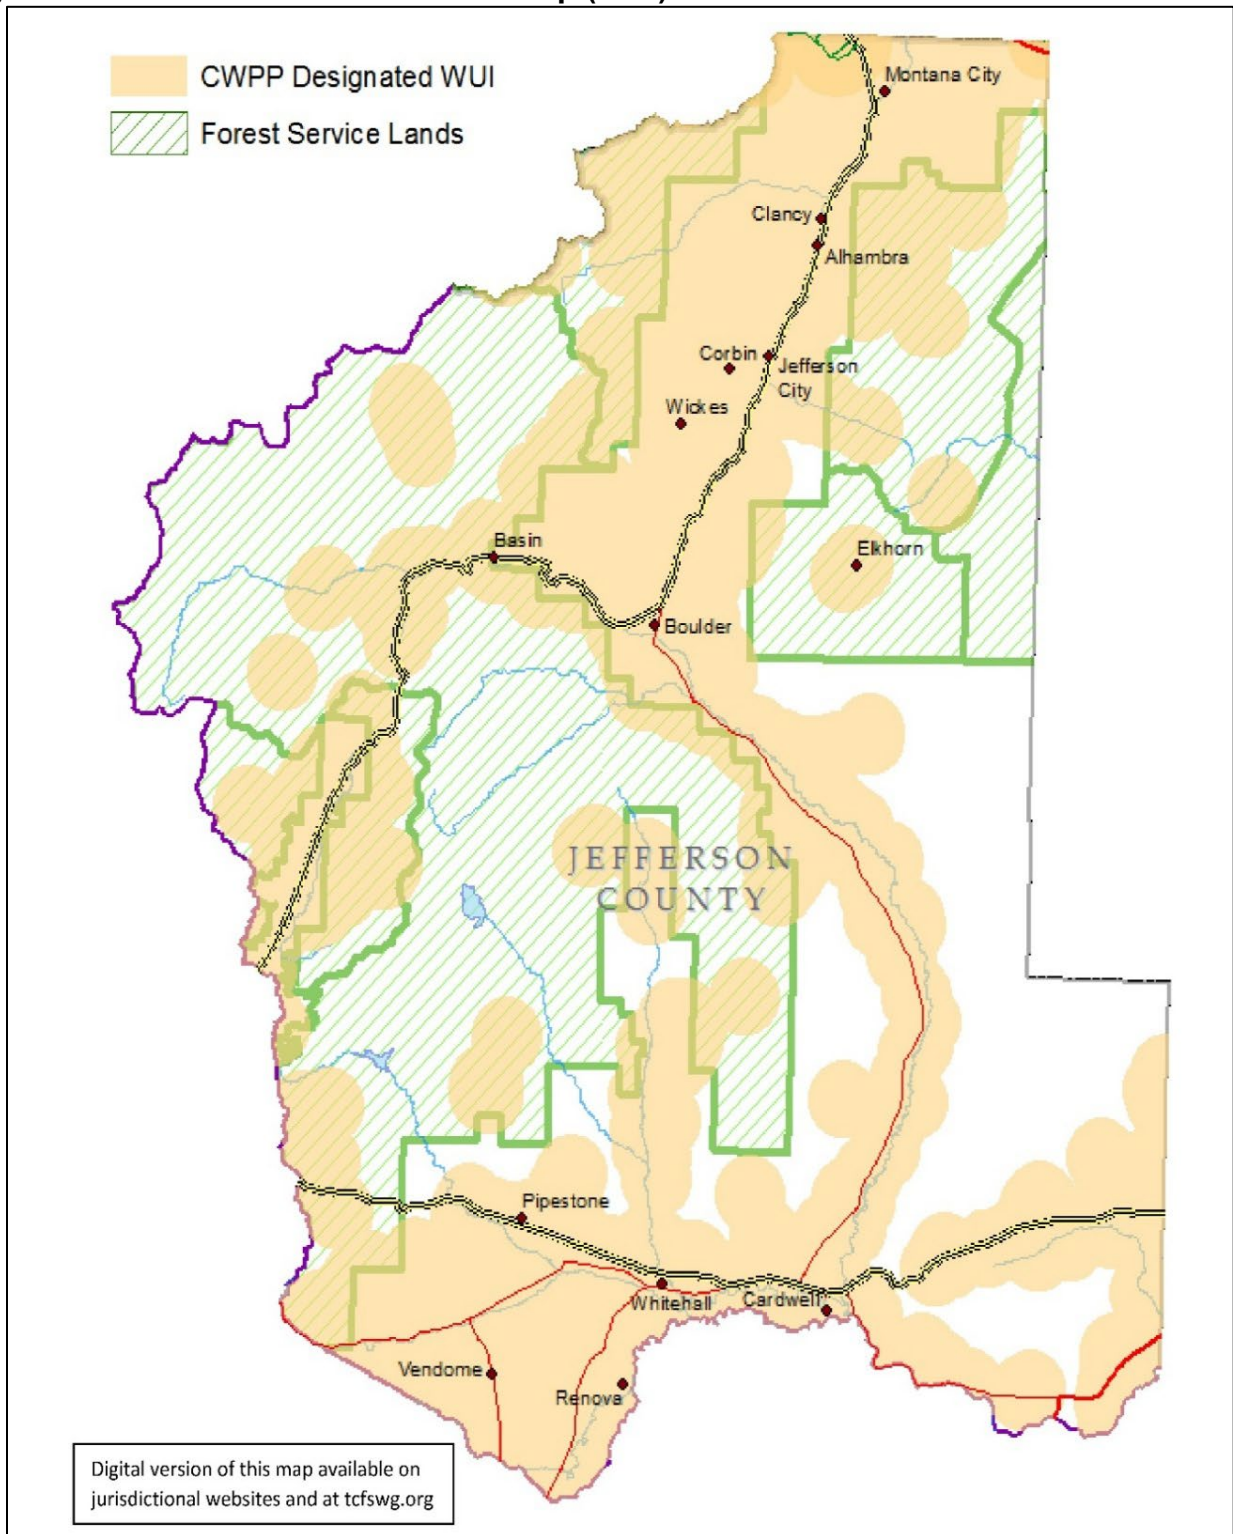 CWPP Designated WUI
Forest Service Lands
Montana City
Clancy
Alhambra
Corbin
Jefferson
City
Wickes
Basin
Elkhorn
Boulder
JEFFERSON
COUNTY
Pipestone
Whitehall
Cardwell
Vendome
Renova
Digital version of this map available on
jurisdictional websites and at tcfswg.org